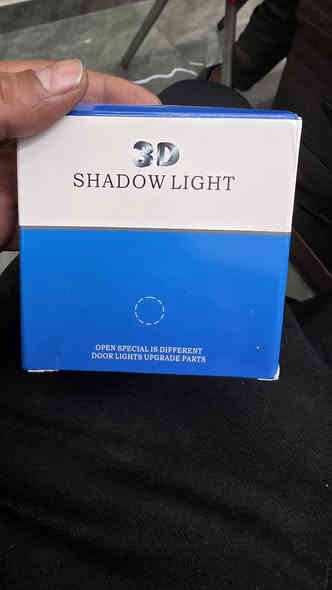 3D
SHADOW LIGHT
OPEN SPECIAL IS DIFFERENT
DOOR LIGHTS UPGRADE PARTS